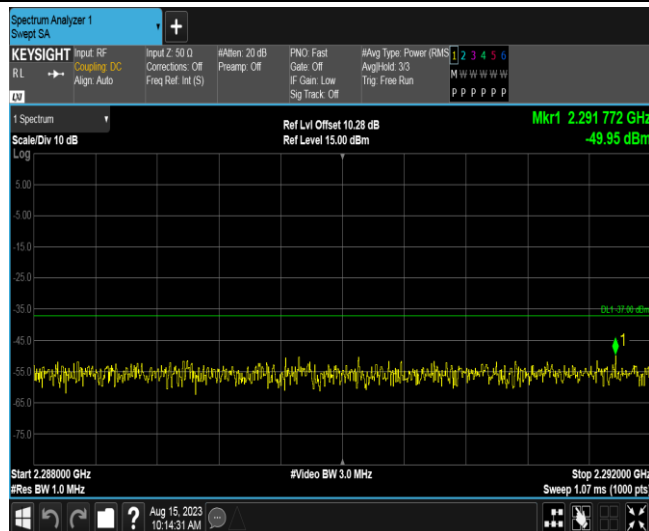 Spectrum Analyzer 1
Swept SA
+
KEYSIGHT
RL
Input: RF
Coupling: DC
Align: Auto
Input Z: 50 Ω
Corrections: Off
Freq Ref: Int (S)
#Atten: 20 dB
Preamp: Off
PNO: Fast
Gate: Off
IF Gain: Low
Sig Track: Off
#Avg Type: Power (RMS
Avg|Hold: 3/3
Trig: Free Run
1 2 3 4 5 6
M W W W W W
P P P P P P
LXI
1 Spectrum
Scale/Div 10 dB
Ref Lvl Offset 10.28 dB
Ref Level 15.00 dBm
Mkr1 2.291 772 GHz
-49.95 dBm
Log
5.00
-5.00
-15.0
-25.0
-35.0
DL1 -37.00 dBm
-45.0
1
-55.0
-65.0
-75.0
Start 2.288000 GHz
#Res BW 1.0 MHz
#Video BW 3.0 MHz
Stop 2.292000 GHz
Sweep 1.07 ms (1000 pts)
?
Aug 15, 2023
10:14:31 AM